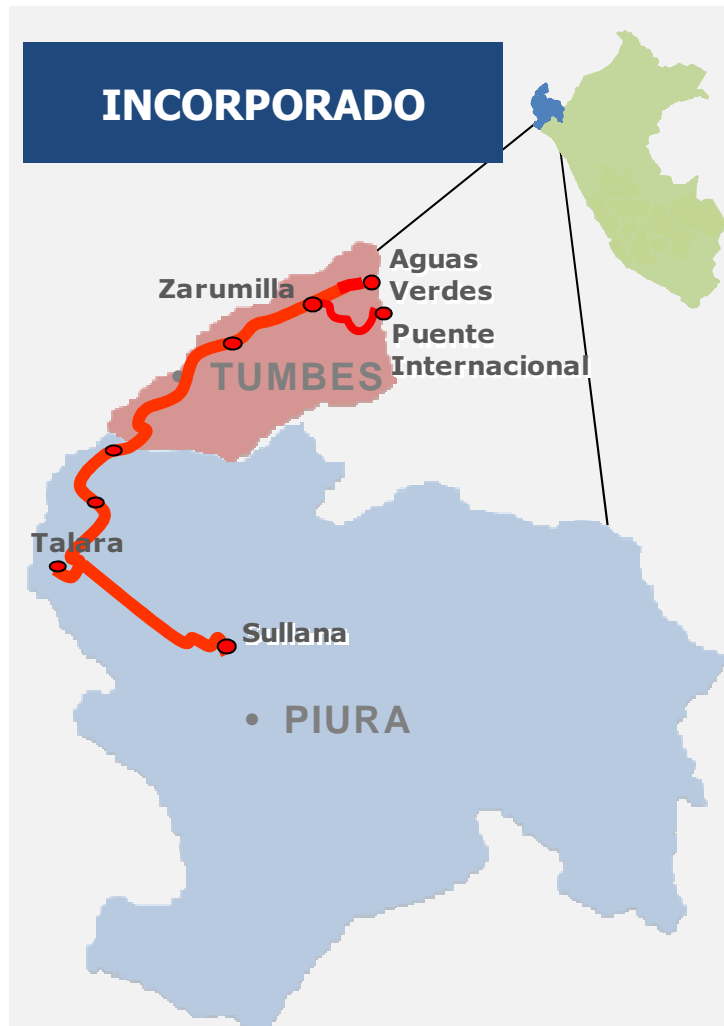 INCORPORADO
Aguas
Verdes
Zarumilla
Puente
Internacional
• TUMBES
Talara
Sullana
• PIURA